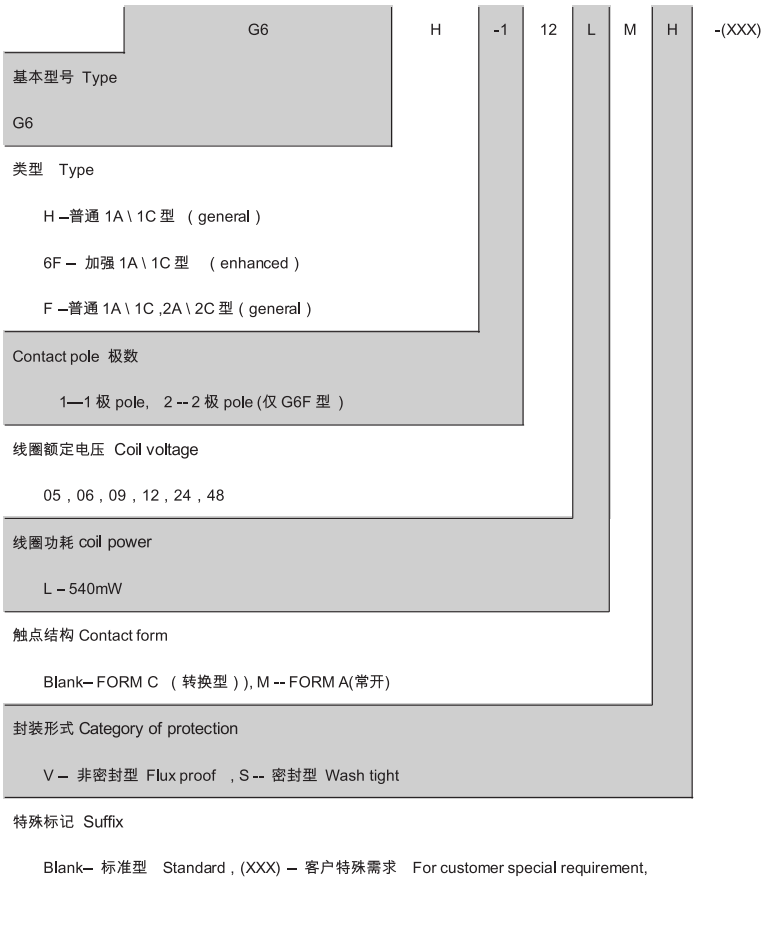 G6 H -1 12 L M H -(XXX)
基本型号 Type
G6
类型 Type
H –普通 1A \ 1C 型 ( general )
6F – 加强 1A \ 1C 型 ( enhanced )
F –普通 1A \ 1C ,2A \ 2C 型 ( general )
Contact pole 极数
1—1 极 pole, 2 -- 2 极 pole (仅 G6F 型 )
线圈额定电压 Coil voltage
05 , 06 , 09 , 12 , 24 , 48
线圈功耗 coil power
L – 540mW
触点结构 Contact form
Blank– FORM C ( 转换型 ) ), M -- FORM A(常开)
封装形式 Category of protection
V – 非密封型 Flux proof , S -- 密封型 Wash tight
特殊标记 Suffix
Blank– 标准型 Standard , (XXX) – 客户特殊需求 For customer special requirement,